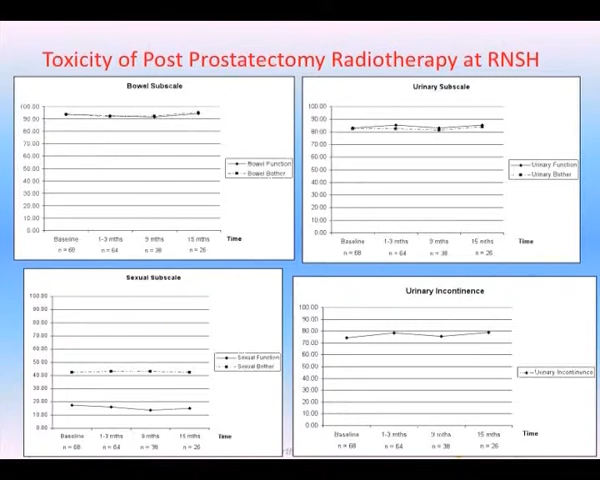 Toxicity of Post Prostatectomy Radiotherapy at RNSH
Bowel Subscale
100.00
90.00
80.00
70.00
60.00
50.00
40.00
30.00
20.00
10.00
0.00
Baseline 1-3 mths 9 mths 15 mths Time
n = 68 n = 64 n = 38 n = 26
Bowel Function
Bowel Bother
Urinary Subscale
100.00
90.00
80.00
70.00
60.00
50.00
40.00
30.00
20.00
10.00
0.00
Baseline 1-3 mths 9 mths 15 mths Time
n = 68 n = 64 n = 38 n = 26
Urinary Function
Urinary Bother
Sexual Subscale
100.00
90.00
80.00
70.00
60.00
50.00
40.00
30.00
20.00
10.00
0.00
Baseline 1-3 mths 9 mths 15 mths Time
n = 68 n = 64 n = 38 n = 26
Sexual Function
Sexual Bother
Urinary Incontinence
100.00
90.00
80.00
70.00
60.00
50.00
40.00
30.00
20.00
10.00
0.00
Baseline 1-3 mths 9 mths 15 mths Time
n = 68 n = 64 n = 38 n = 26
Urinary Incontinence